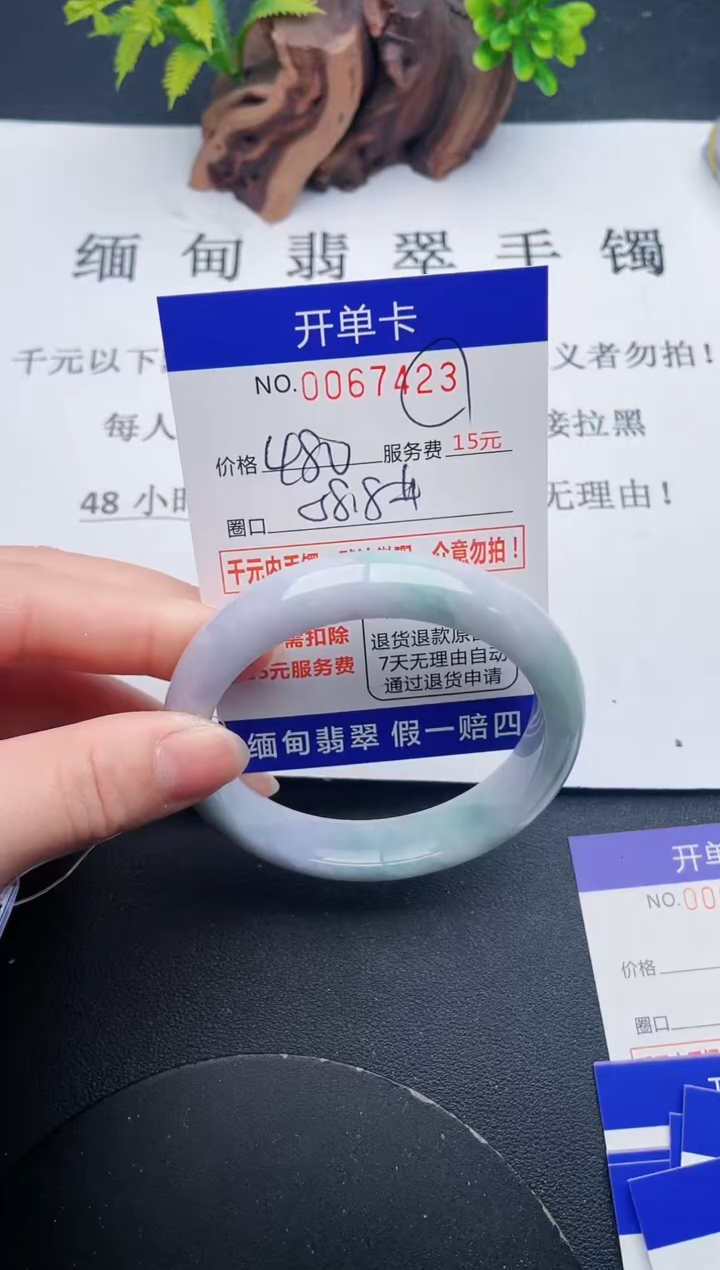 缅甸翡翠手镯
开单卡
NO.0067423
千元以下 义者勿拍！
每人 接拉黑
价格 480 服务费 15元
48 小时 无理由！
圈口
千元内手镯 介意勿拍！
需扣除
15元服务费
退货退款原
7天无理由自动
通过退货申请
缅甸翡翠 假一赔四
开单
NO.00
价格
圈口